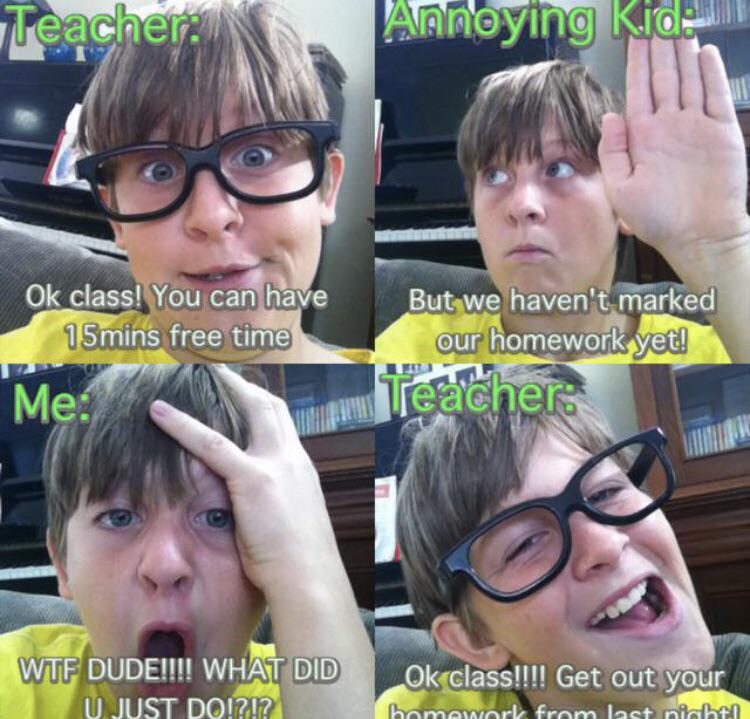 Teacher:
Ok class! You can have
15mins free time
Annoying Kid:
But we haven't marked
our homework yet!
Me:
WTF DUDE!!!! WHAT DID
U JUST DO!?!?
Teacher:
Ok class!!!! Get out your
homework from last night!